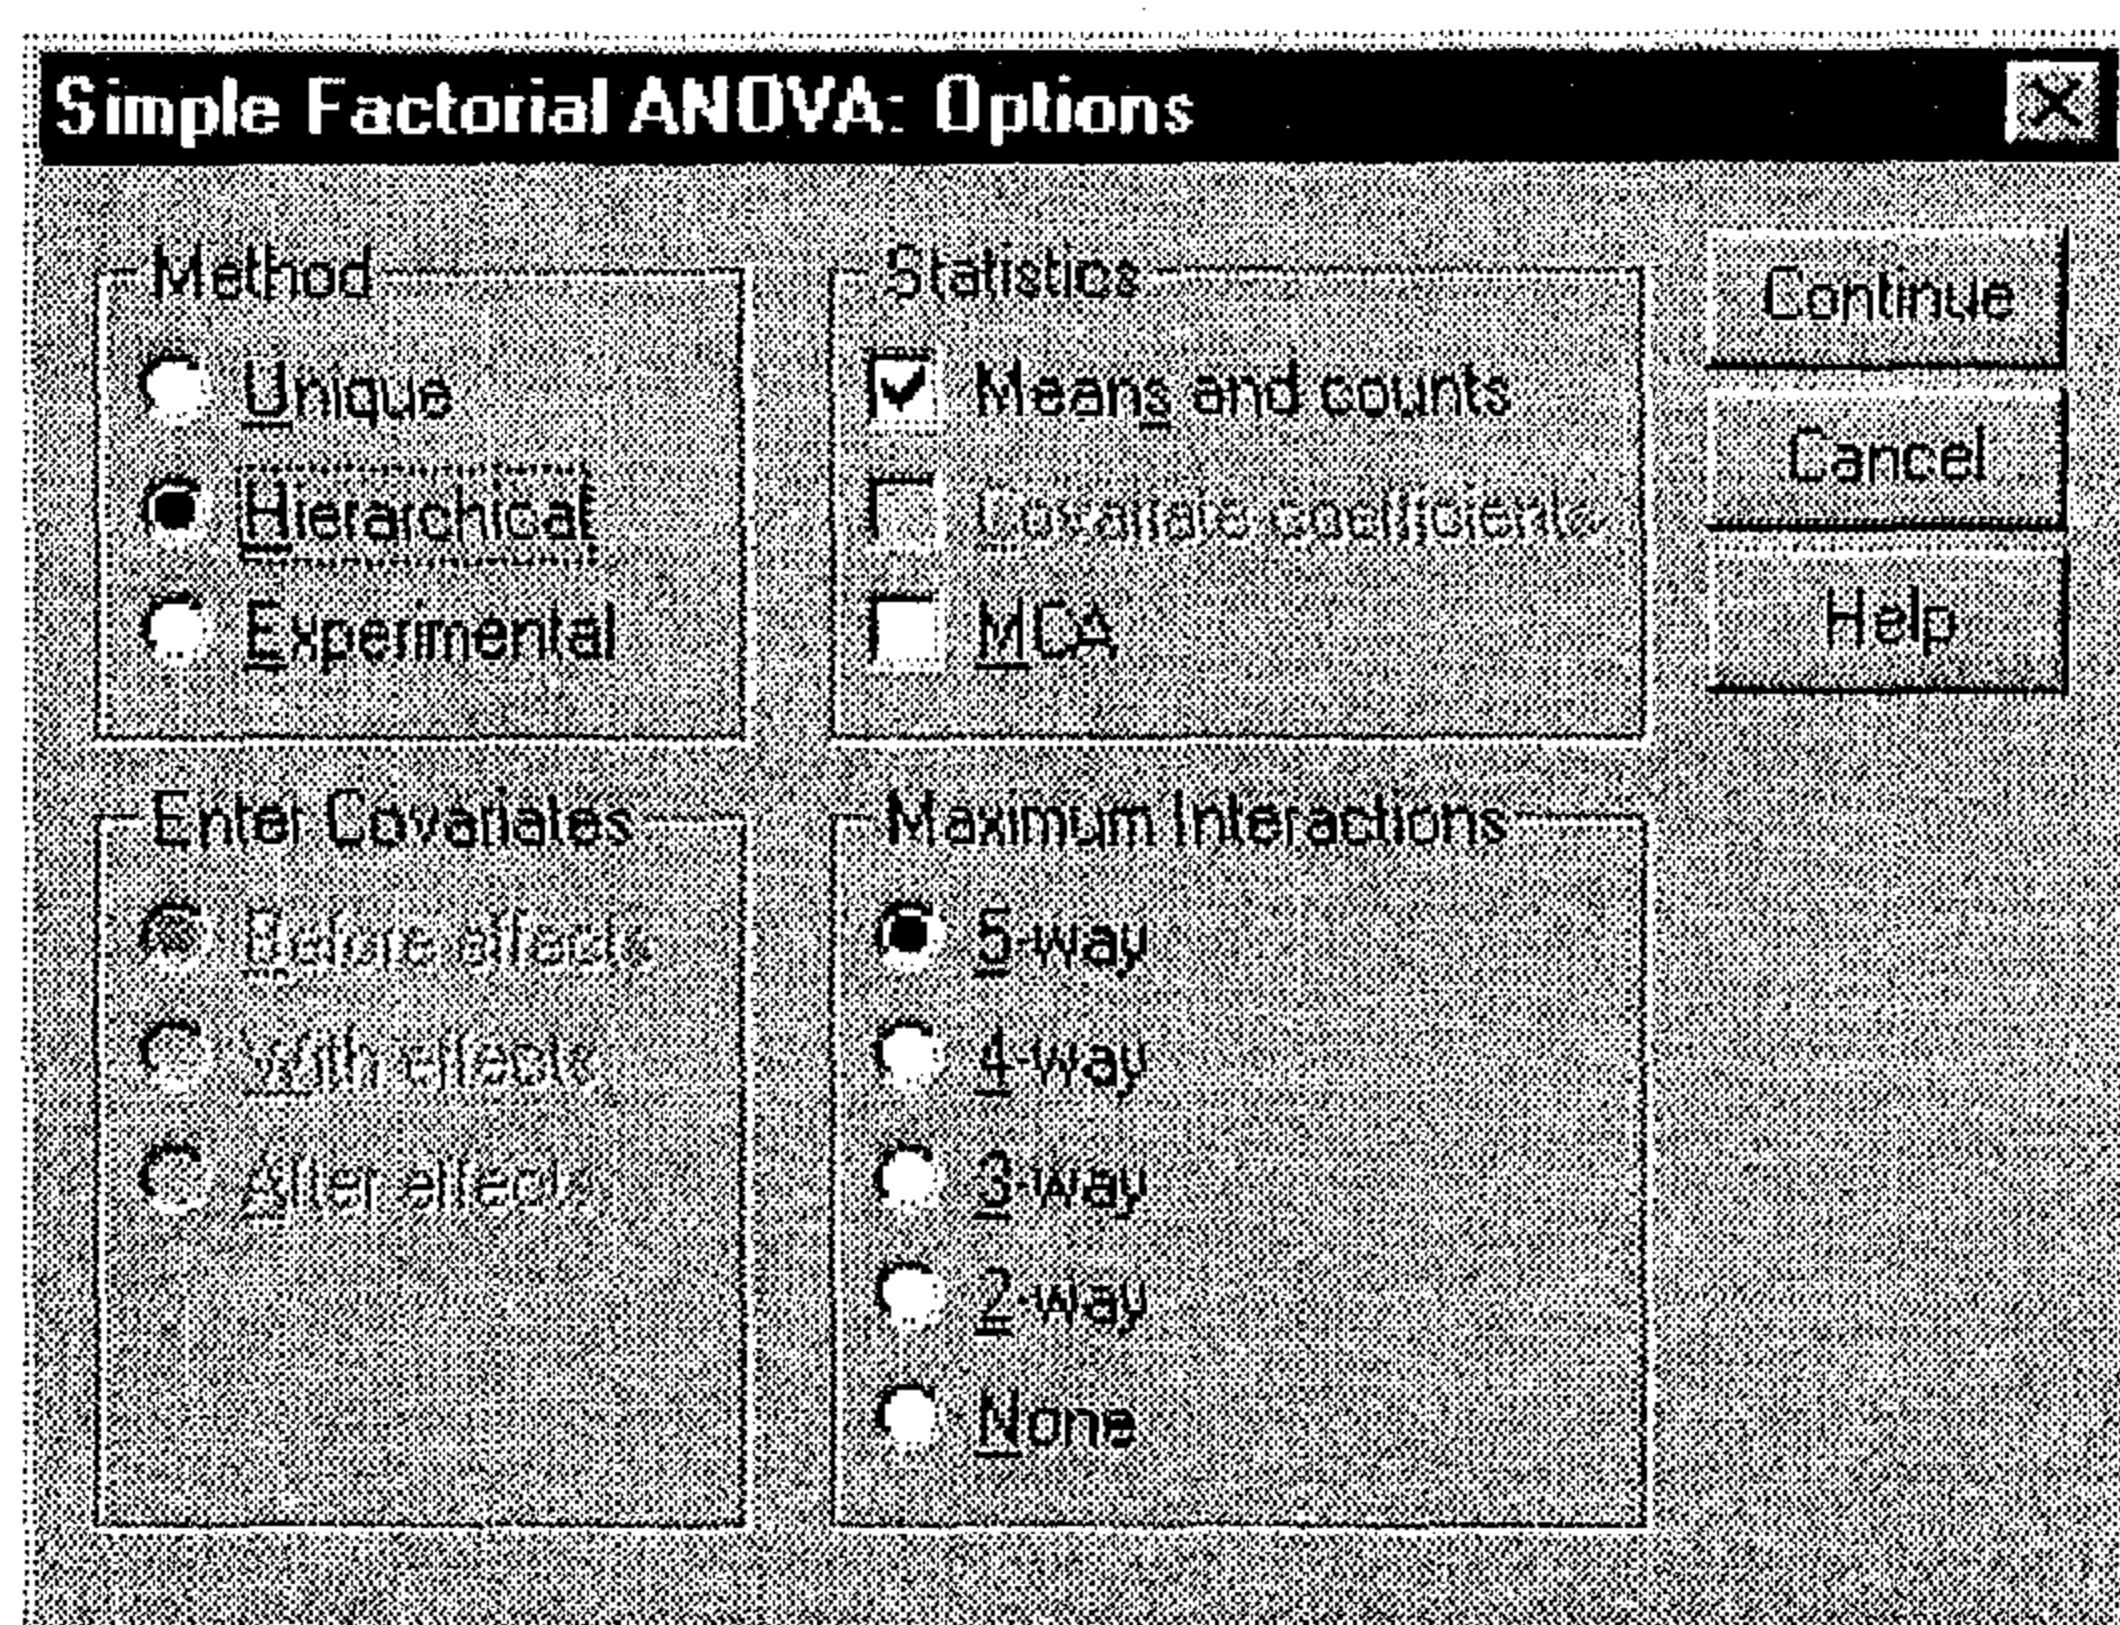 Simple Factorial ANOVA: Options
Method
Unique
Hierarchical
Experimental
Statistics
Means and counts
Covariate coefficients
MCA
Continue
Cancel
Help
Enter Covariates
Before effects
With effects
After effects
Maximum Interactions
5-way
4-way
3-way
2-way
None